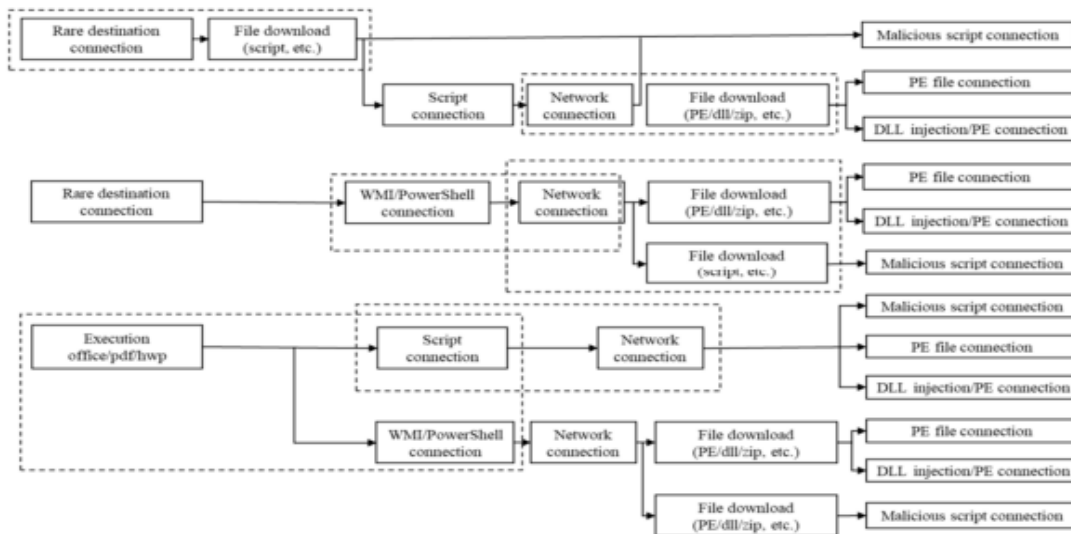 Rare destination
connection
File download
(script, etc.)
Malicious script connection
Script
connection
Network
connection
File download
(PE/dll/zip, etc.)
PE file connection
DLL injection/PE connection
Rare destination
connection
WMI/PowerShell
connection
Network
connection
File download
(PE/dll/zip, etc.)
PE file connection
DLL injection/PE connection
File download
(script, etc.)
Malicious script connection
Execution
office/pdf/hwp
Script
connection
Network
connection
Malicious script connection
PE file connection
DLL injection/PE connection
WMI/PowerShell
connection
Network
connection
File download
(PE/dll/zip, etc.)
PE file connection
DLL injection/PE connection
File download
(PE/dll/zip, etc.)
Malicious script connection